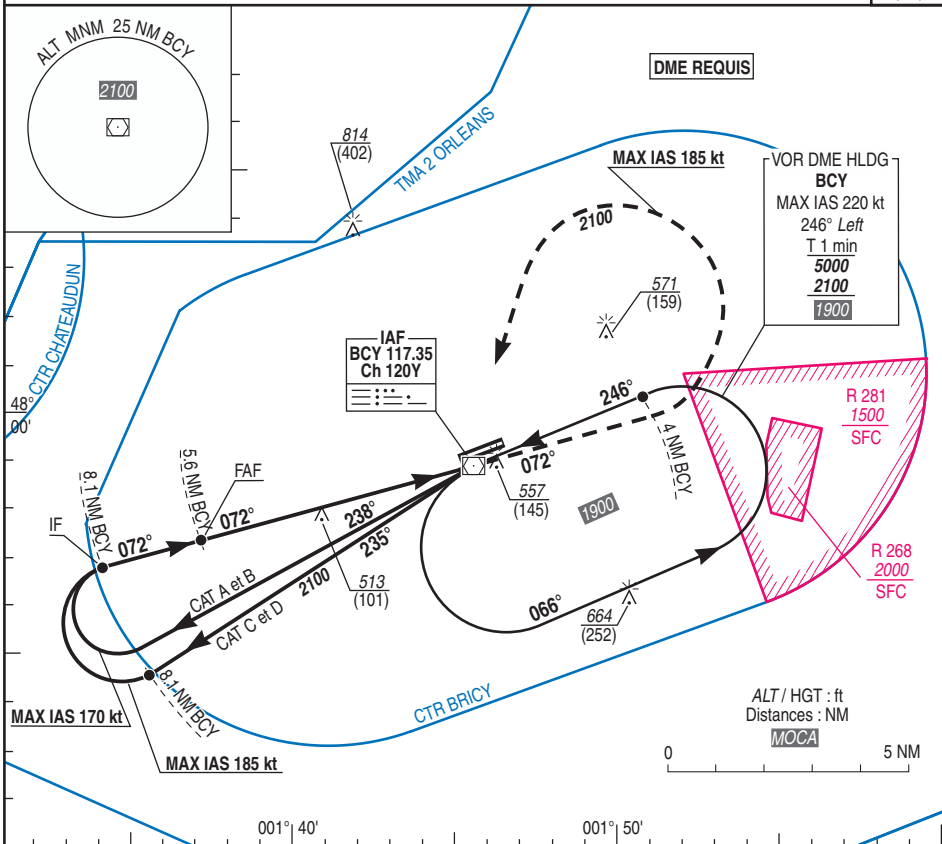 ALT MNM 25 NM BCY
2100
DME REQUIS
814
(402)
TMA 2 ORLEANS
MAX IAS 185 kt
VOR DME HLDG
BCY
MAX IAS 220 kt
246° Left
T 1 min
5000
2100
1900
2100
571
(159)
CTR CHATEAUDUN
IAF
BCY 117.35
Ch 120Y
48°
00'
246°
4 NM BCY
R 281
1500
SFC
072°
557
(145)
1900
8.1 NM BCY
5.6 NM BCY
FAF
IF
072°
072°
238°
235°
2100
CAT A et B
CAT C et D
513
(101)
R 268
2000
SFC
066°
664
(252)
8.1 NM BCY
MAX IAS 170 kt
MAX IAS 185 kt
CTR BRICY
ALT / HGT : ft
Distances : NM
MOCA
0 5 NM
001° 40'
001° 50'